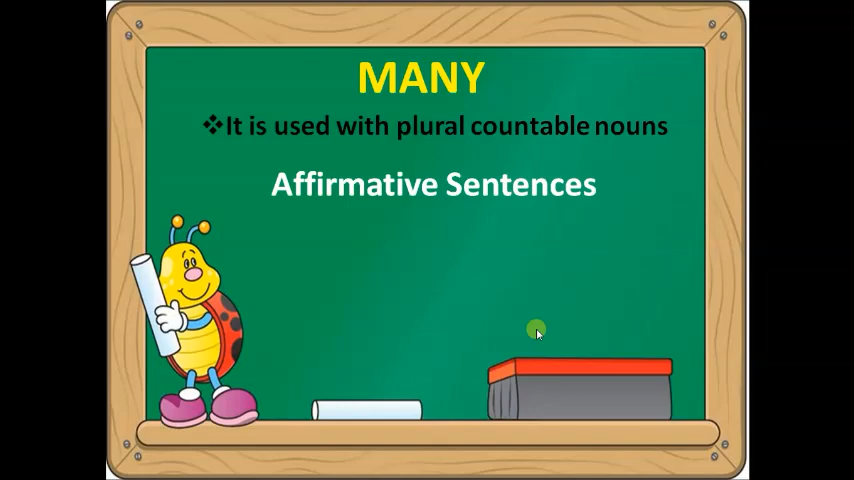 MANY
❖It is used with plural countable nouns
Affirmative Sentences